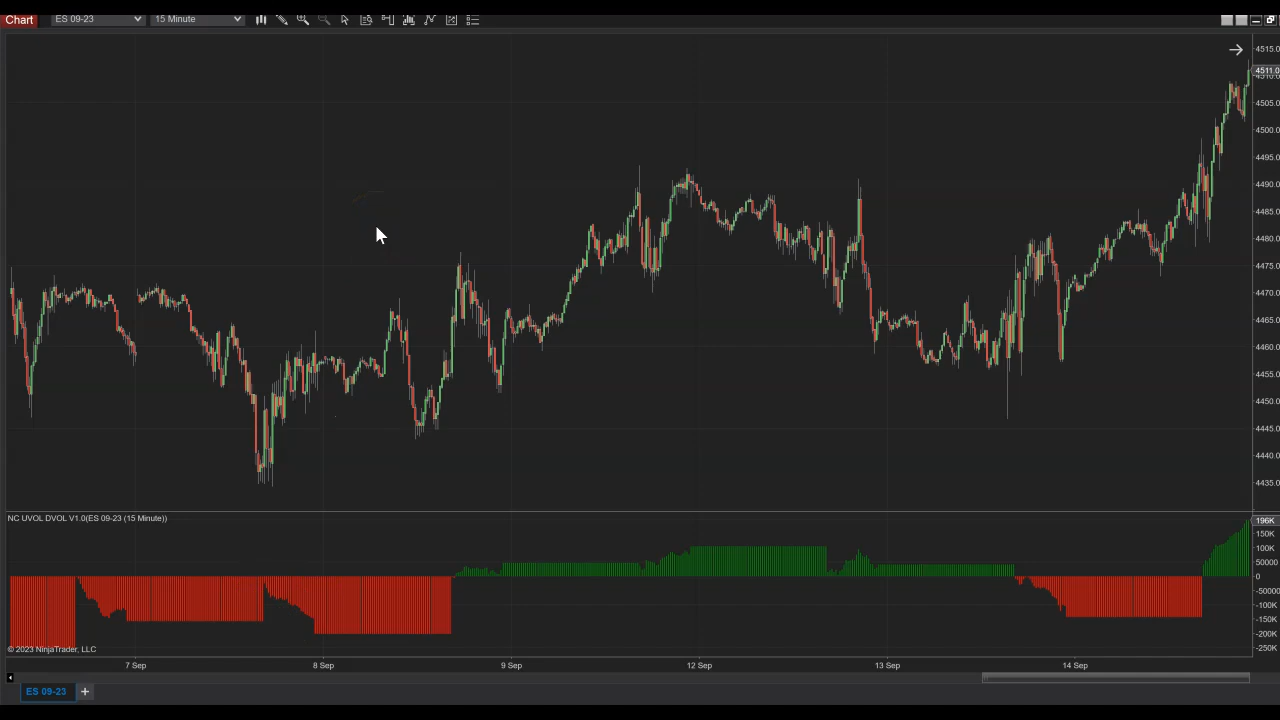 Chart ES 09-23 15 Minute
4515.0
4511.0
4505.0
4500.0
4495.0
4490.0
4485.0
4480.0
4475.0
4470.0
4465.0
4460.0
4455.0
4450.0
4445.0
4440.0
4435.0
NC UVOL DVOL V1.0(ES 09-23 (15 Minute))
196K
150K
100K
50000
0
-50000
-100K
-150K
-200K
-250K
© 2023 NinjaTrader, LLC
7 Sep 8 Sep 9 Sep 12 Sep 13 Sep 14 Sep
ES 09-23 +